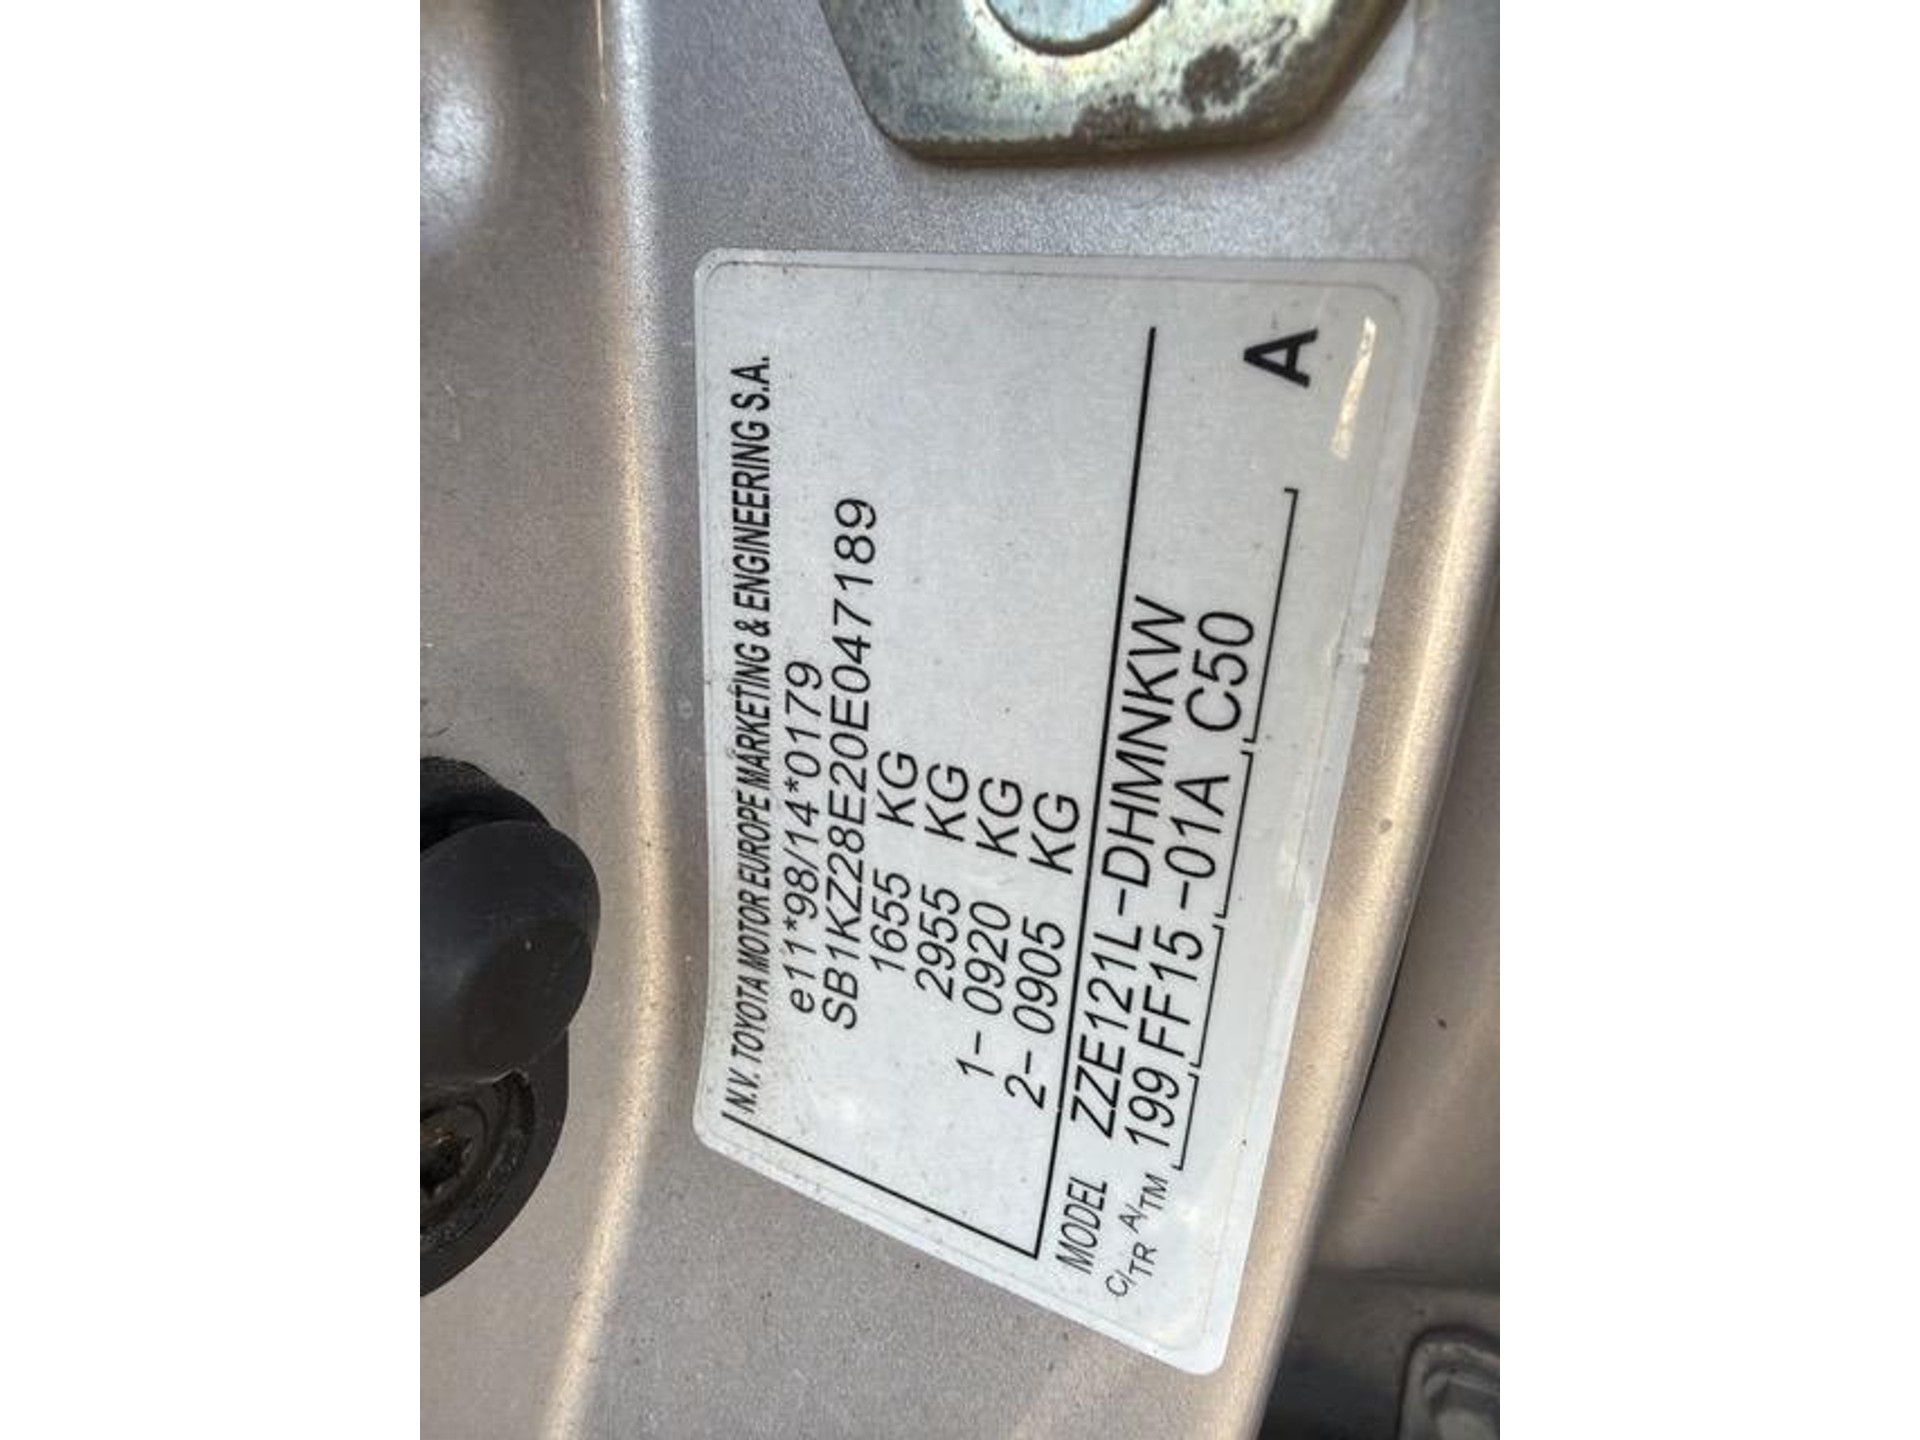 N.V. TOYOTA MOTOR EUROPE MARKETING & ENGINEERING S.A.
e11*98/14*0179
SB1KZ28E20E047189
1655 KG
2955 KG
1- 0920 KG
2- 0905 KG
MODEL ZZE121L-DHMNKW
C/TR A/TM 199 FF15 -01A C50
A